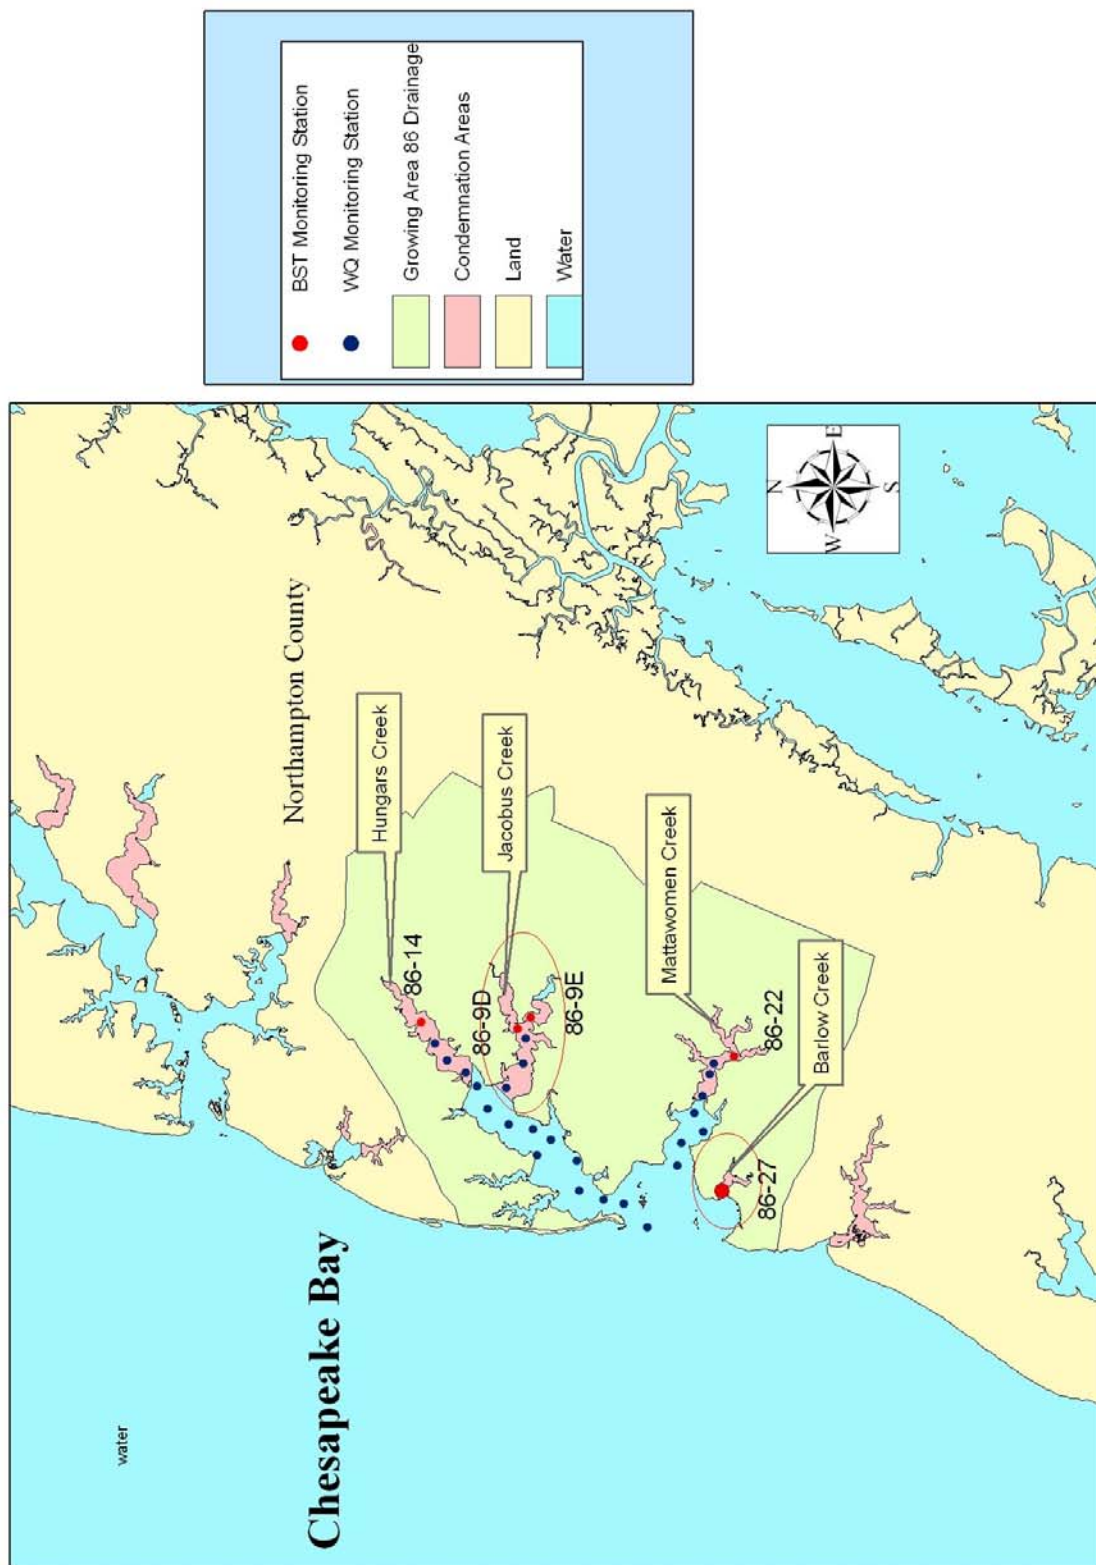 BST Monitoring Station
WQ Monitoring Station
Growing Area 86 Drainage
Condemnation Areas
Land
Water
Northampton County
Chesapeake Bay
water
Hungars Creek
86-14
86-9D
Jacobus Creek
86-9E
Mattawomen Creek
86-22
Barlow Creek
86-27
N
W
E
S